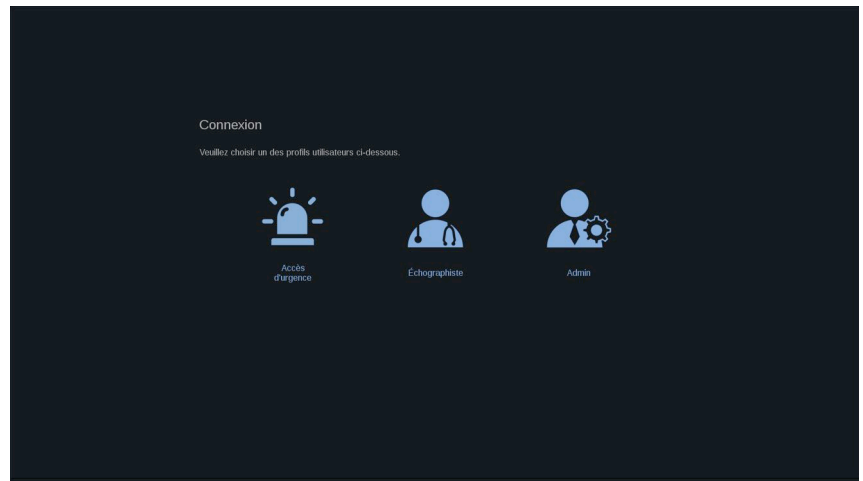 Connexion
Veuillez choisir un des profils utilisateurs ci-dessous.
Accès
d'urgence
Échographiste
Admin